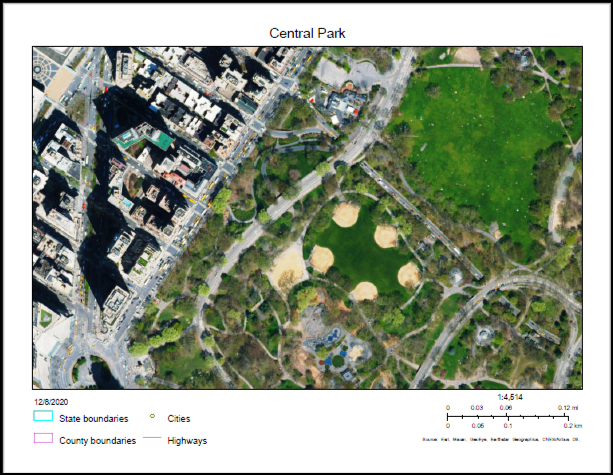 Central Park
12/8/2020
1:4,514
State boundaries
Cities
County boundaries
Highways
0 0.03 0.06 0.12 mi
0 0.05 0.1 0.2 km
Source: Esri, Maxar, GeoEye, Earthstar Geographics, CNES/Airbus DS,